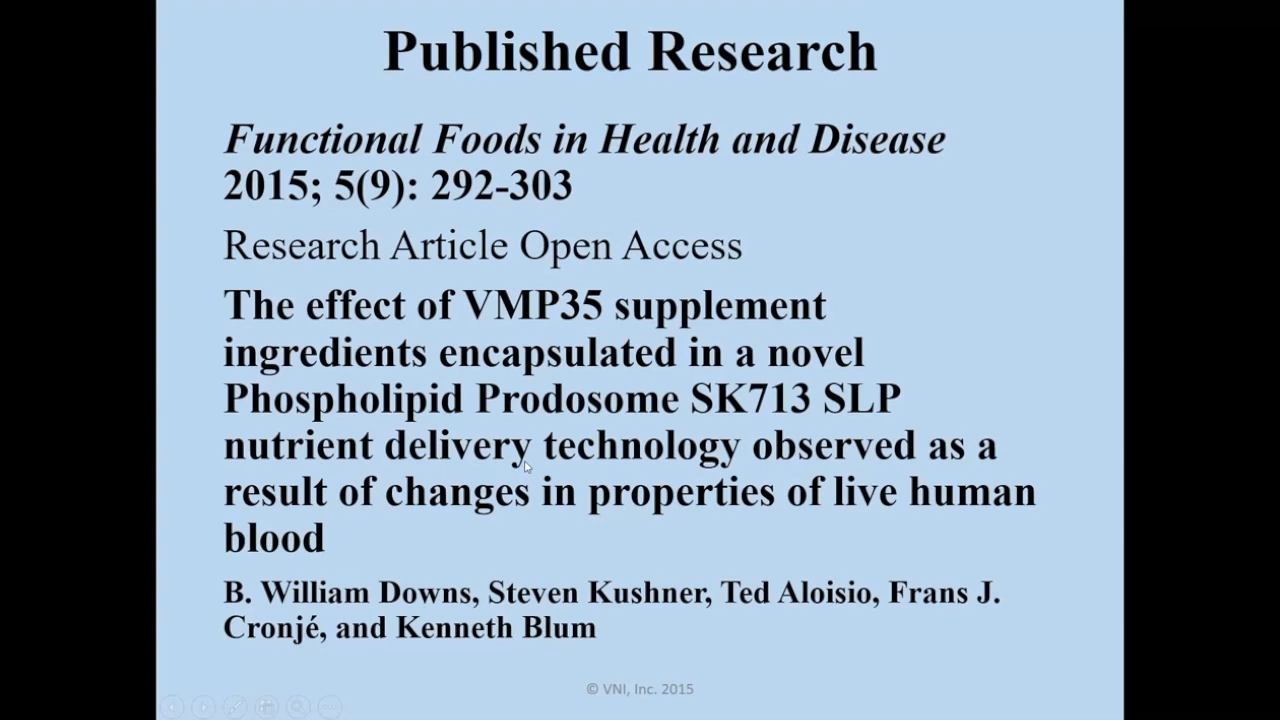 Published Research
Functional Foods in Health and Disease
2015; 5(9): 292-303
Research Article Open Access
The effect of VMP35 supplement
ingredients encapsulated in a novel
Phospholipid Prodosome SK713 SLP
nutrient delivery technology observed as a
result of changes in properties of live human
blood
B. William Downs, Steven Kushner, Ted Aloisio, Frans J.
Cronjé, and Kenneth Blum
© VNI, Inc. 2015